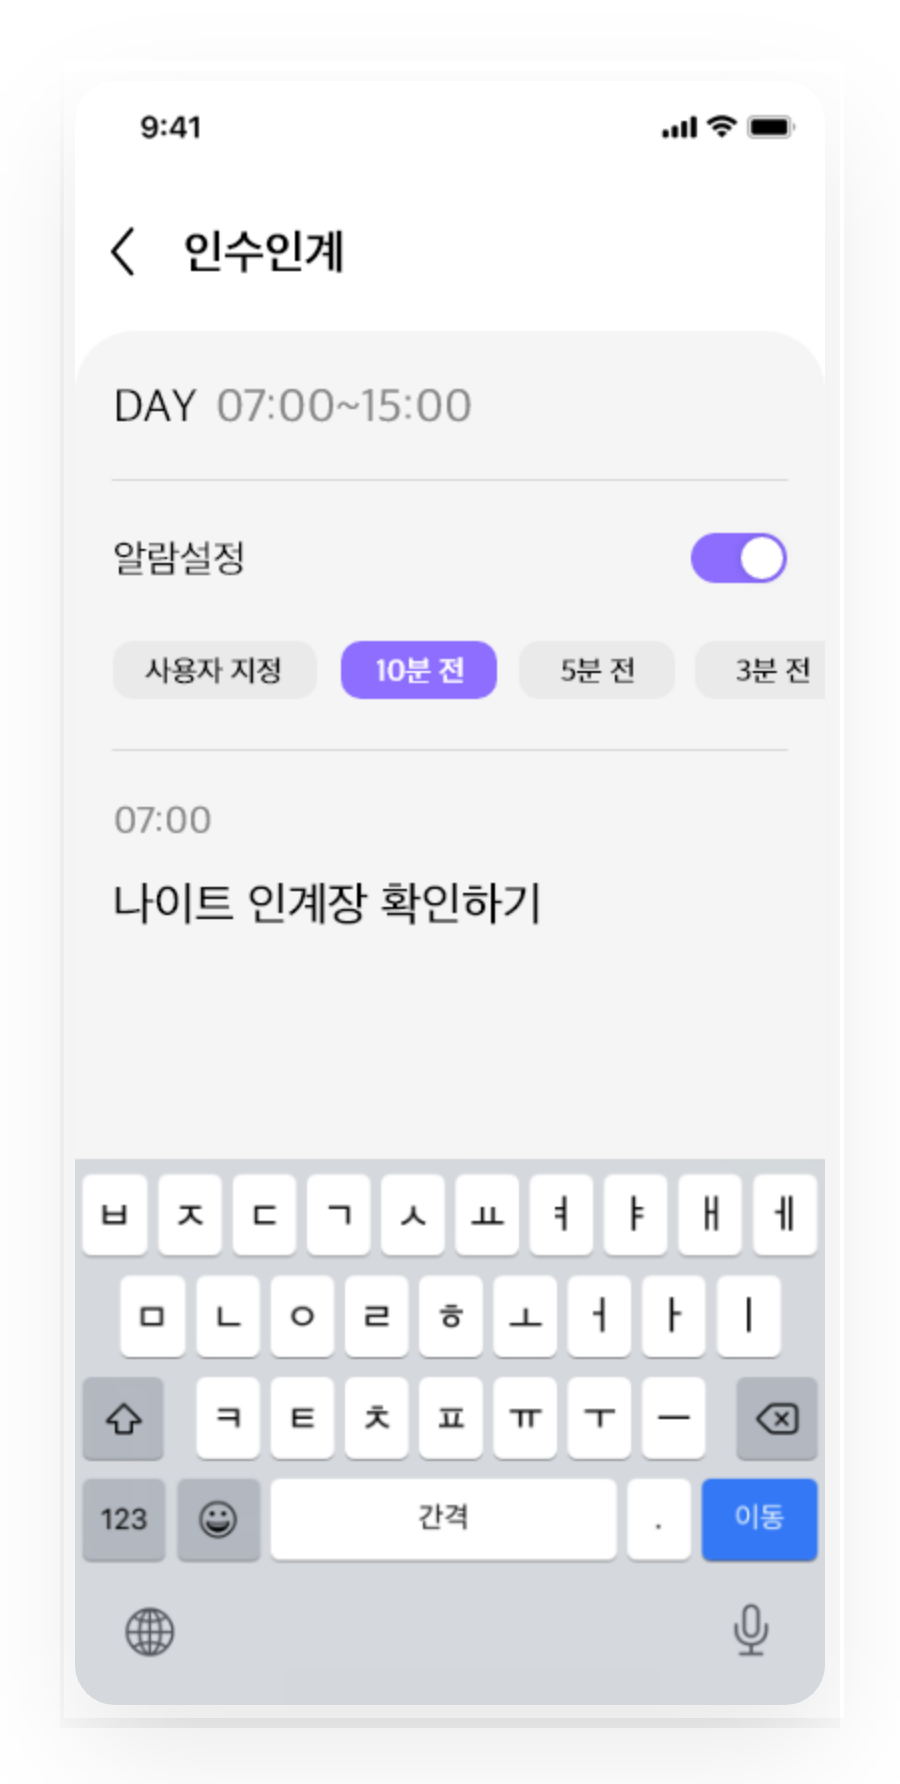 9:41
인수인계
DAY 07:00~15:00
알람설정
사용자 지정 10분 전 5분 전 3분 전
07:00
나이트 인계장 확인하기
ㅂ ㅈ ㄷ ㄱ ㅅ ㅛ ㅕ ㅑ ㅐ ㅔ
ㅁ ㄴ ㅇ ㄹ ㅎ ㅗ ㅓ ㅏ ㅣ
ㅋ ㅌ ㅊ ㅍ ㅠ ㅜ ㅡ
123 간격 . 이동